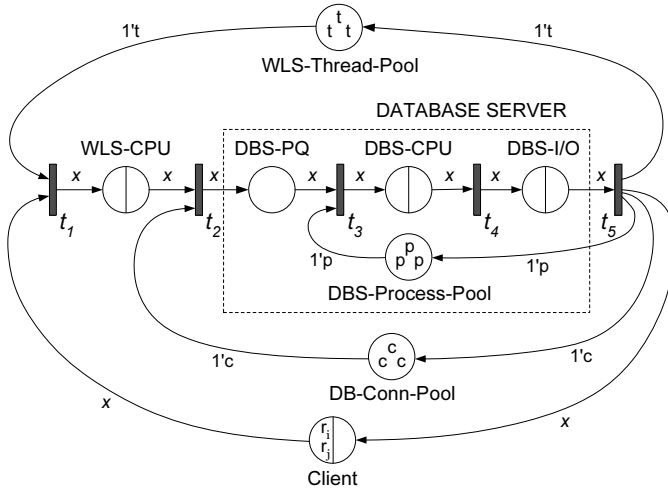 t
t t
1't
1't
WLS-Thread-Pool
DATABASE SERVER
WLS-CPU
DBS-PQ
DBS-CPU
DBS-I/O
x
x
x
x
x
x
x
x
t1
t2
t3
t4
t5
p
p p
1'p
1'p
DBS-Process-Pool
c
c c
1'c
1'c
DB-Conn-Pool
x
x
ri
rj
Client